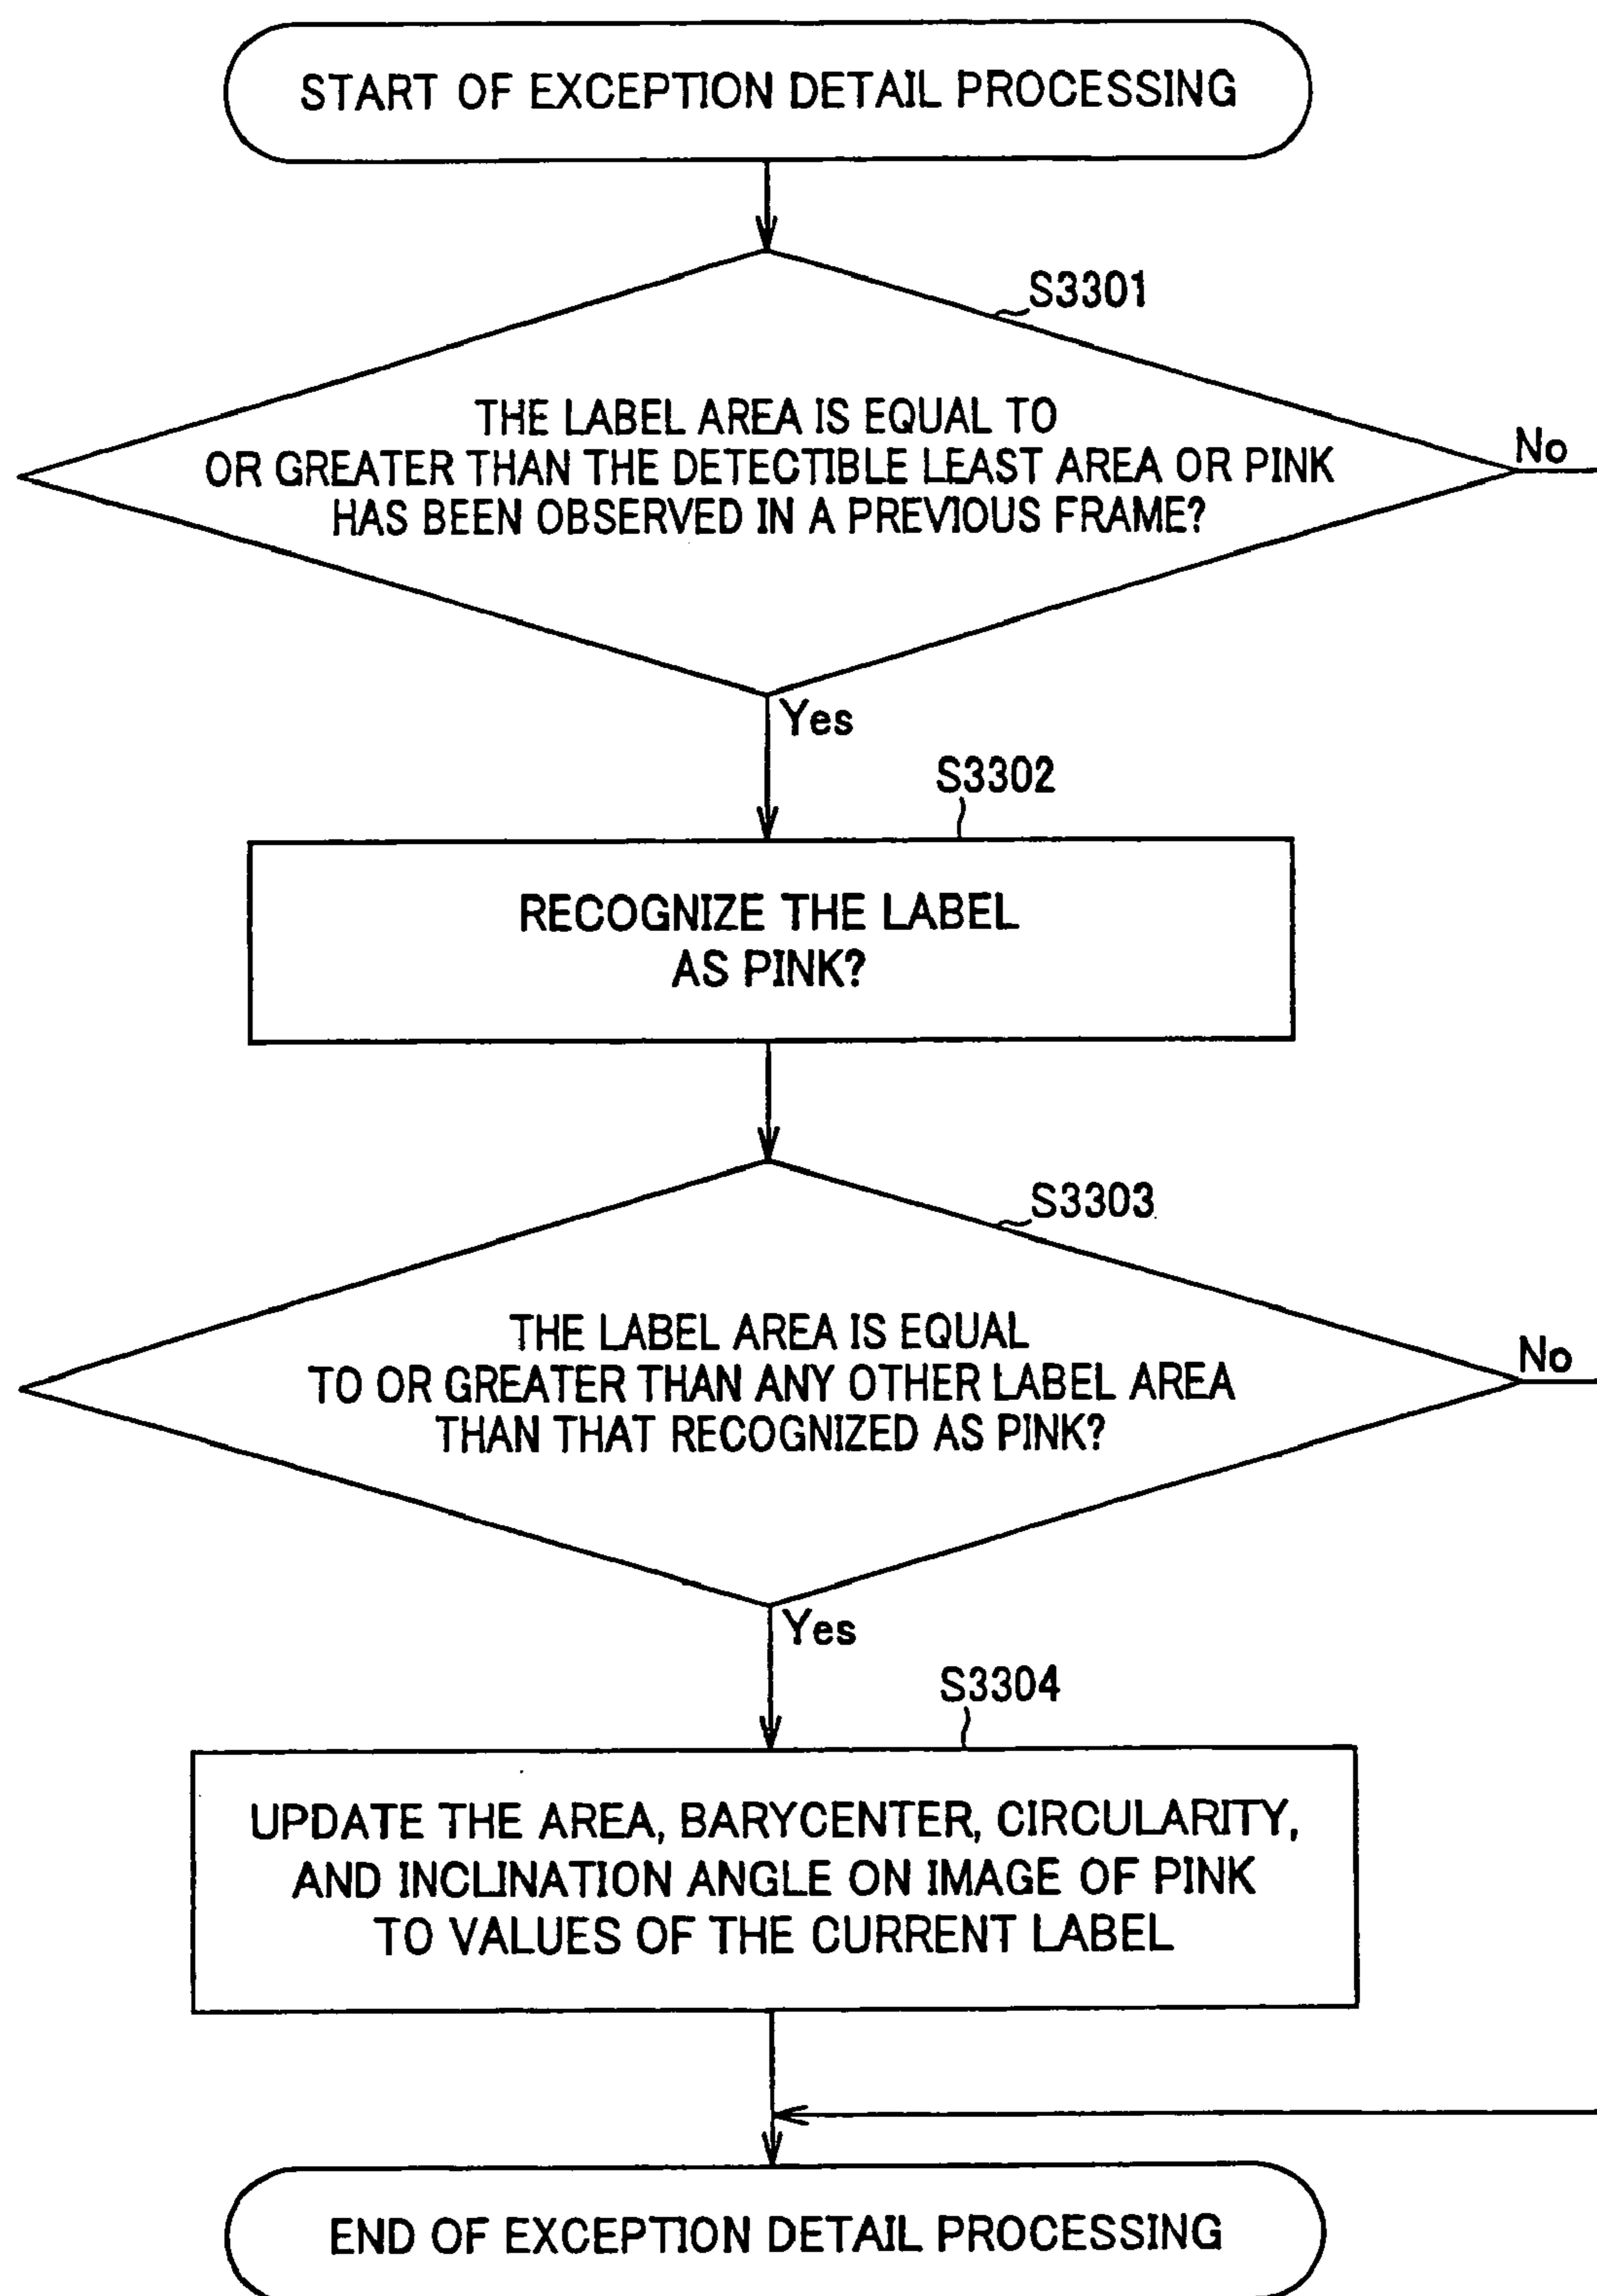 START OF EXCEPTION DETAIL PROCESSING
S3301
THE LABEL AREA IS EQUAL TO
OR GREATER THAN THE DETECTIBLE LEAST AREA OR PINK
HAS BEEN OBSERVED IN A PREVIOUS FRAME?
No
Yes
S3302
RECOGNIZE THE LABEL
AS PINK?
S3303
THE LABEL AREA IS EQUAL
TO OR GREATER THAN ANY OTHER LABEL AREA
THAN THAT RECOGNIZED AS PINK?
No
Yes
S3304
UPDATE THE AREA, BARYCENTER, CIRCULARITY,
AND INCLINATION ANGLE ON IMAGE OF PINK
TO VALUES OF THE CURRENT LABEL
END OF EXCEPTION DETAIL PROCESSING